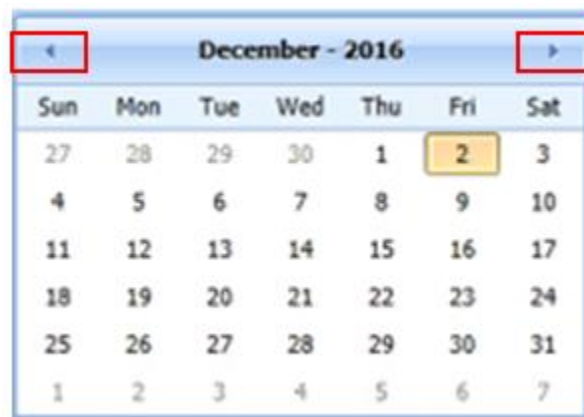 December - 2016
Sun Mon Tue Wed Thu Fri Sat
27 28 29 30 1 2 3
4 5 6 7 8 9 10
11 12 13 14 15 16 17
18 19 20 21 22 23 24
25 26 27 28 29 30 31
1 2 3 4 5 6 7